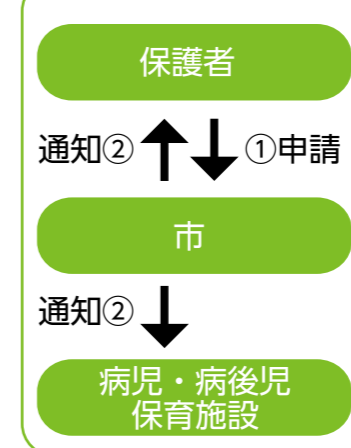 保護者
通知② ①申請
市
通知②
病児・病後児
保育施設